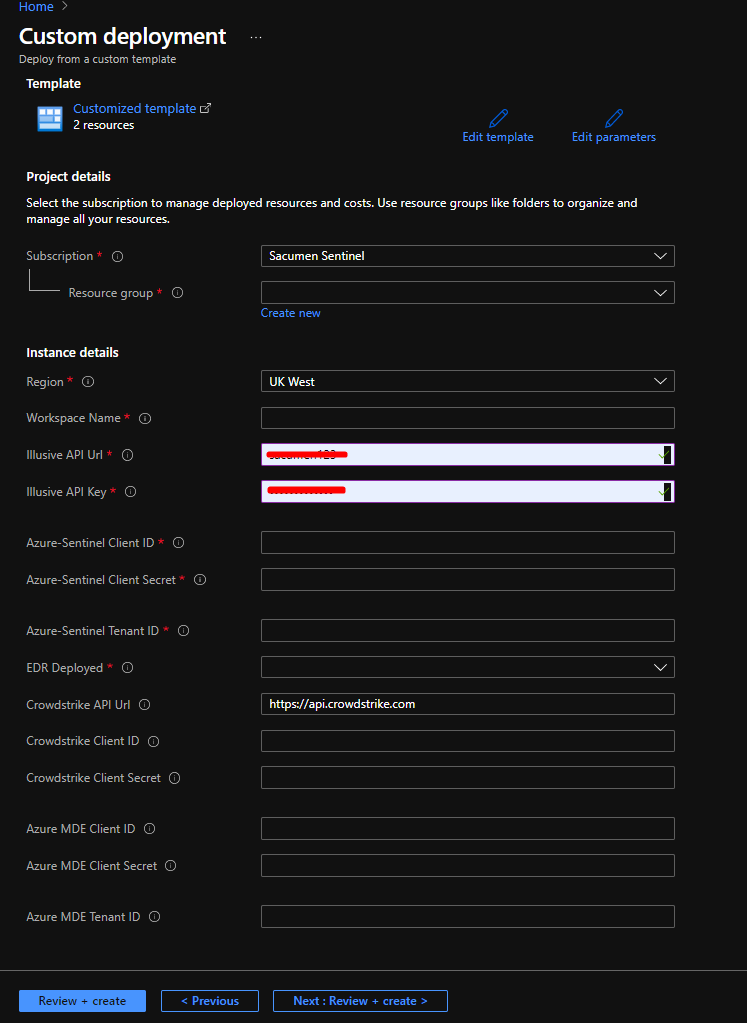 Home >
Custom deployment ...
Deploy from a custom template
Template
Customized template
2 resources
Edit template
Edit parameters
Project details
Select the subscription to manage deployed resources and costs. Use resource groups like folders to organize and
manage all your resources.
Subscription *
Sacumen Sentinel
Resource group *
Create new
Instance details
Region *
UK West
Workspace Name *
Illusive API Url *
Illusive API Key *
Azure-Sentinel Client ID *
Azure-Sentinel Client Secret *
Azure-Sentinel Tenant ID *
EDR Deployed *
Crowdstrike API Url
https://api.crowdstrike.com
Crowdstrike Client ID
Crowdstrike Client Secret
Azure MDE Client ID
Azure MDE Client Secret
Azure MDE Tenant ID
Review + create
< Previous
Next : Review + create >